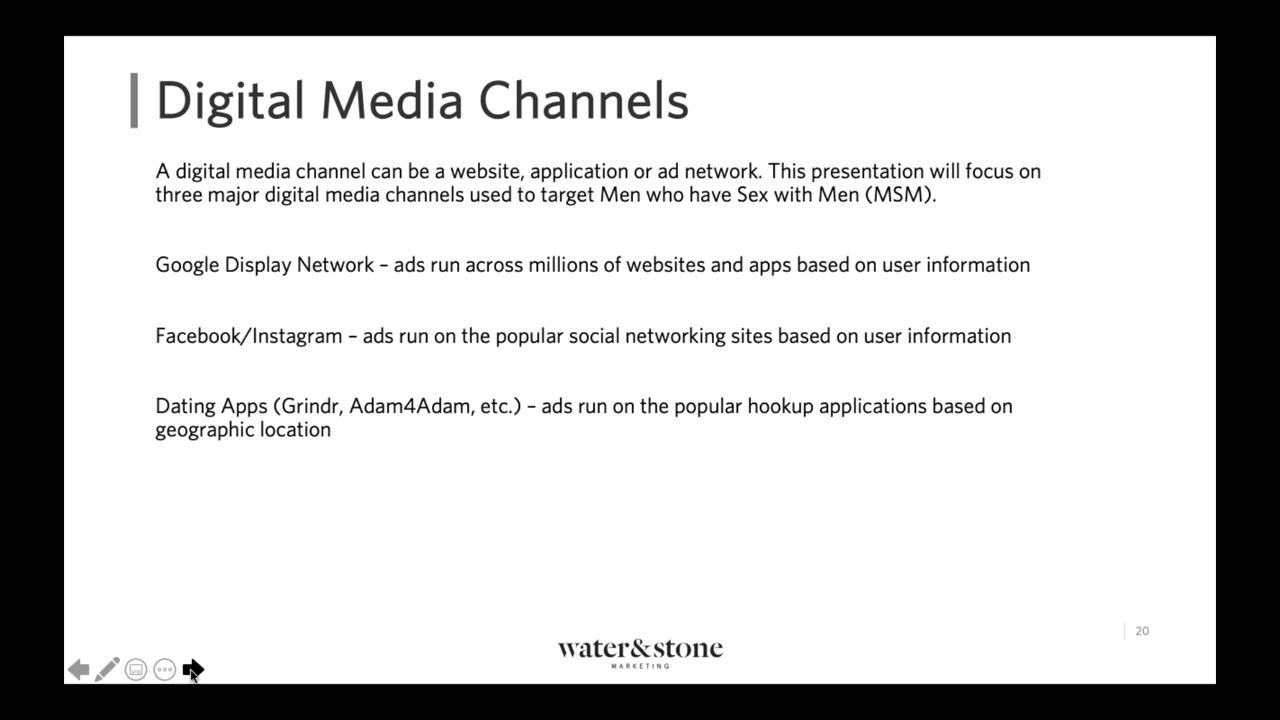 Digital Media Channels
A digital media channel can be a website, application or ad network. This presentation will focus on
three major digital media channels used to target Men who have Sex with Men (MSM).
Google Display Network – ads run across millions of websites and apps based on user information
Facebook/Instagram – ads run on the popular social networking sites based on user information
Dating Apps (Grindr, Adam4Adam, etc.) – ads run on the popular hookup applications based on
geographic location
20
water&stone
MARKETING